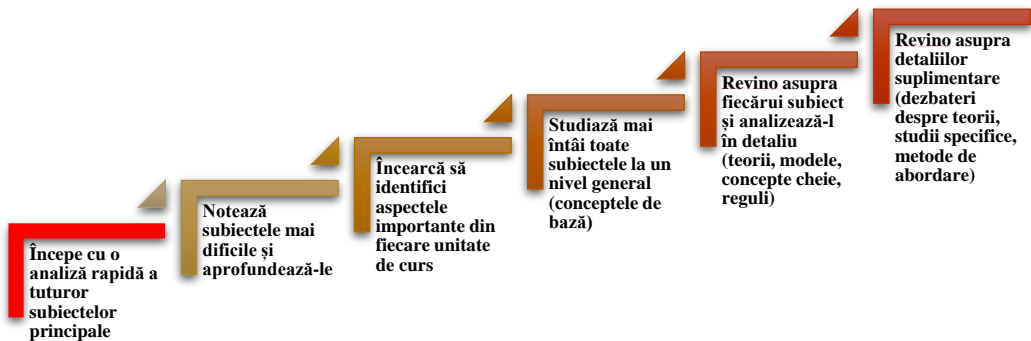 Începe cu o
analiză rapidă a
tuturor
subiectelor
principale
Notează
subiectele mai
dificile și
aprofundează-le
Încearcă să
identifici
aspectele
importante din
fiecare unitate
de curs
Studiază mai
întâi toate
subiectele la un
nivel general
(conceptele de
bază)
Revino asupra
fiecărui subiect
și analizează-l
în detaliu
(teorii, modele,
concepte cheie,
reguli)
Revino asupra
detaliilor
suplimentare
(dezbateri
despre teorii,
studii specifice,
metode de
abordare)